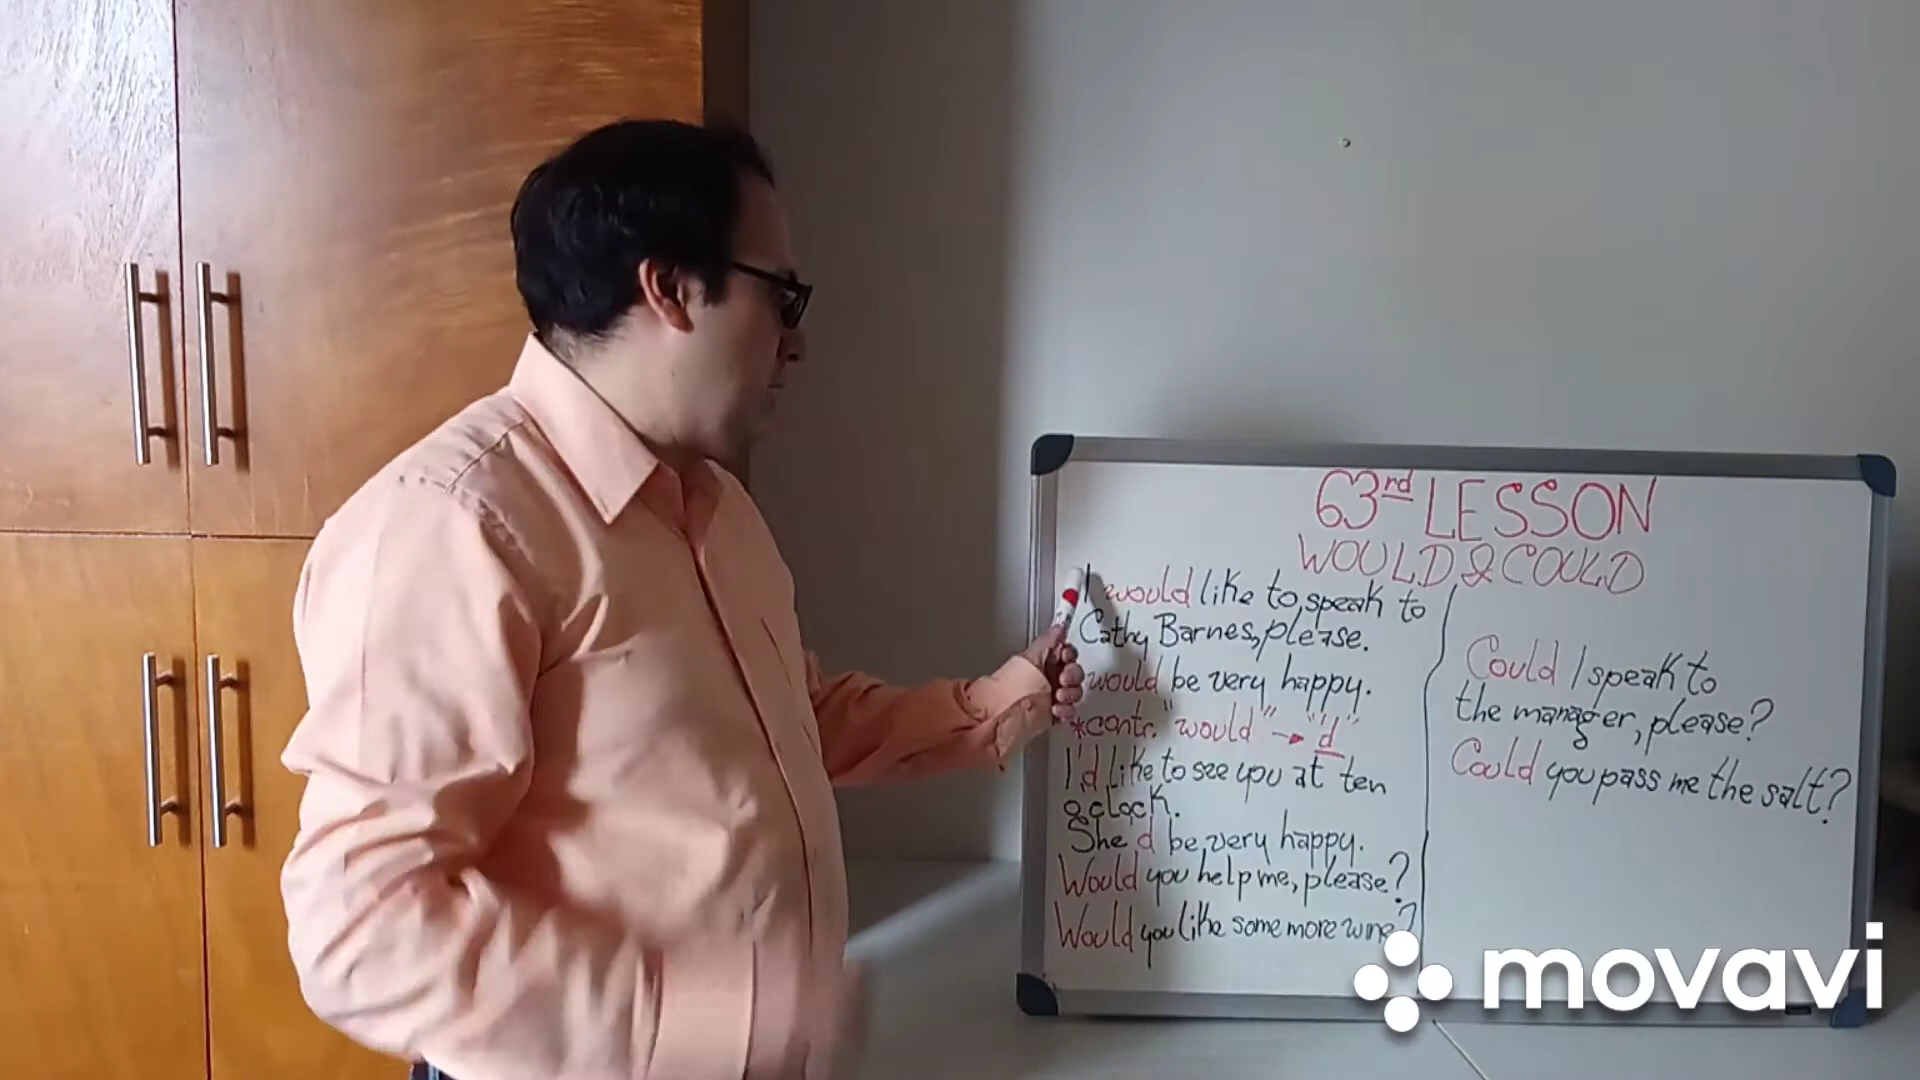 63rd LESSON
WOULD & COULD
I would like to speak to
Cathy Barnes, please.
would be very happy.
*contr. "would" → "'d"
I'd like to see you at ten
o'clock.
She'd be very happy.
Would you help me, please?
Would you like some more wine?
Could I speak to
the manager, please?
Could you pass me the salt?
movavi